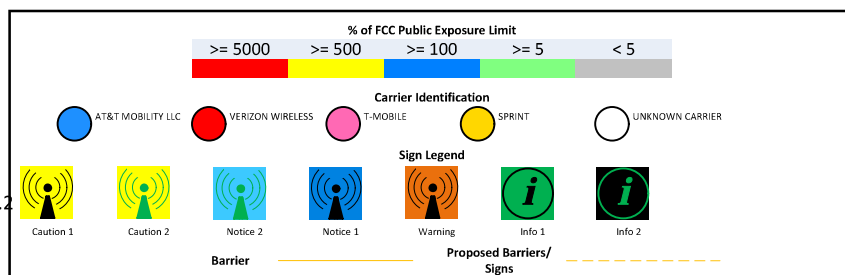 % of FCC Public Exposure Limit
>= 5000 >= 500 >= 100 >= 5 < 5
Carrier Identification
AT&T MOBILITY LLC VERIZON WIRELESS T-MOBILE SPRINT UNKNOWN CARRIER
Sign Legend
.2
i i
Caution 1 Caution 2 Notice 2 Notice 1 Warning Info 1 Info 2
Barrier Proposed Barriers/
Signs